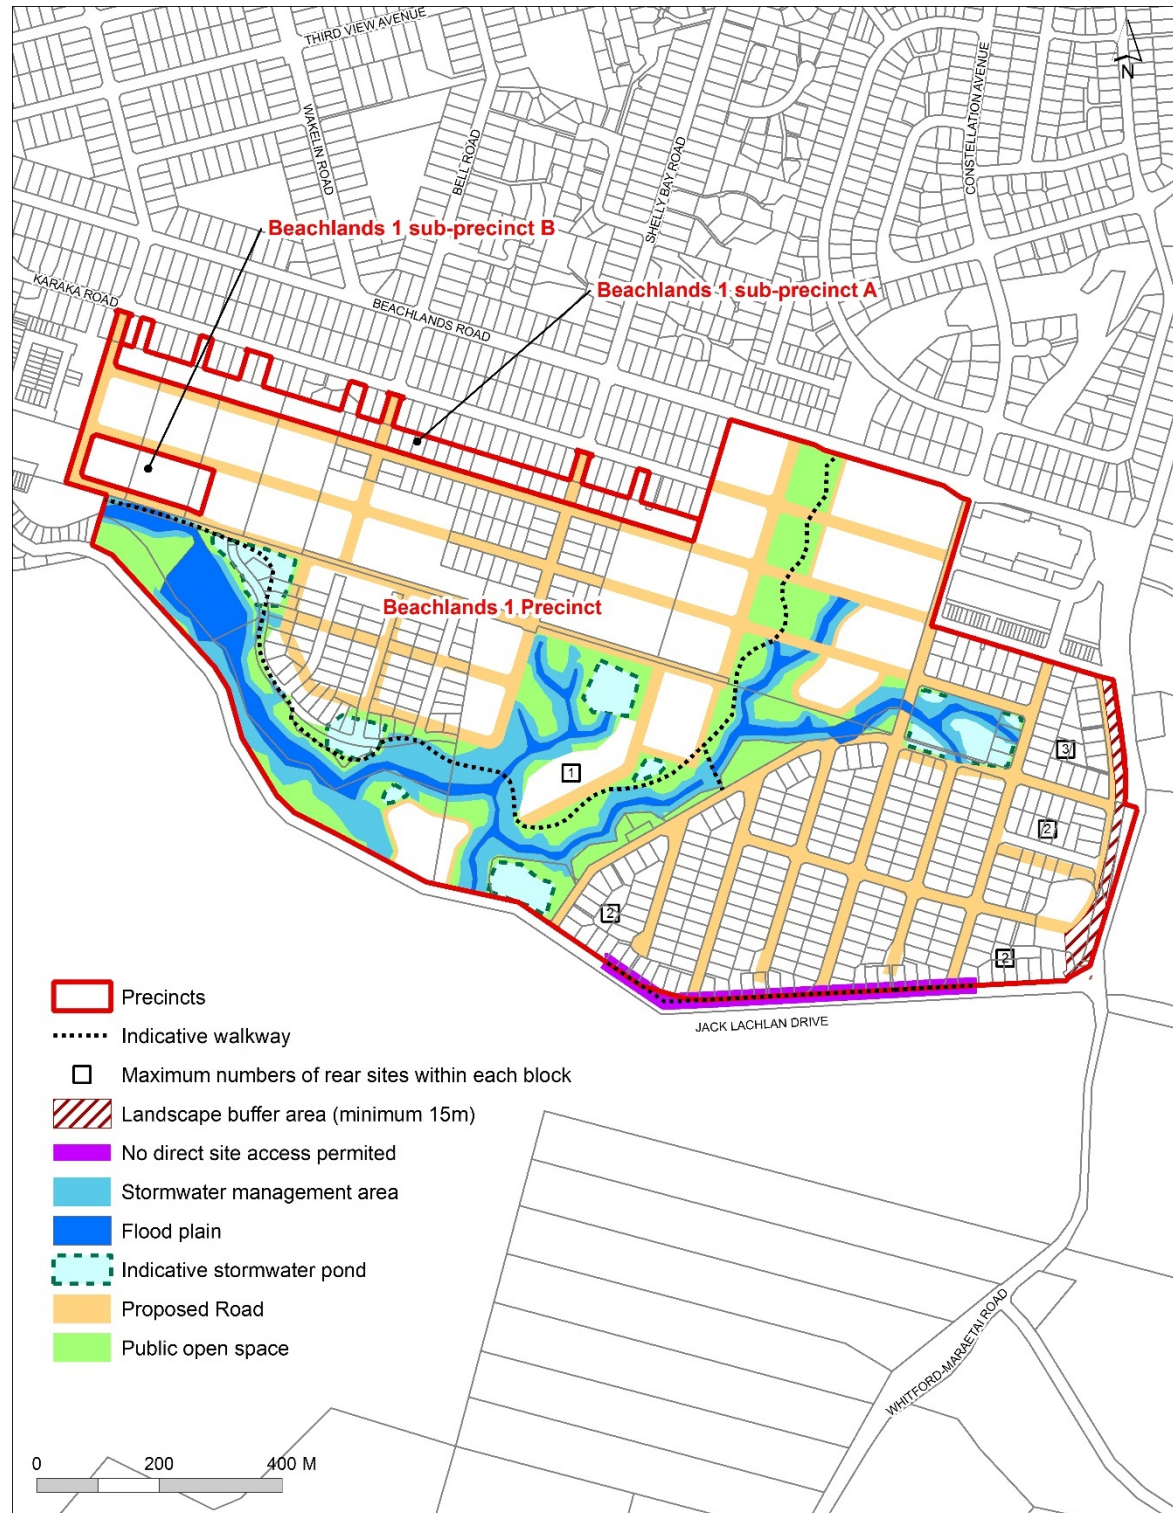 THIRD VIEW AVENUE
WAKELIN ROAD
BELL ROAD
SHELLY BAY ROAD
CONSTELLATION AVENUE
N
Beachlands 1 sub-precinct B
KARAKA ROAD
BEACHLANDS ROAD
Beachlands 1 sub-precinct A
Beachlands 1 Precinct
3
1
2
2
2
JACK LACHLAN DRIVE
Precincts
Indicative walkway
Maximum numbers of rear sites within each block
Landscape buffer area (minimum 15m)
No direct site access permited
Stormwater management area
Flood plain
Indicative stormwater pond
Proposed Road
Public open space
WHITFORD-MARAETAI ROAD
0 200 400 M